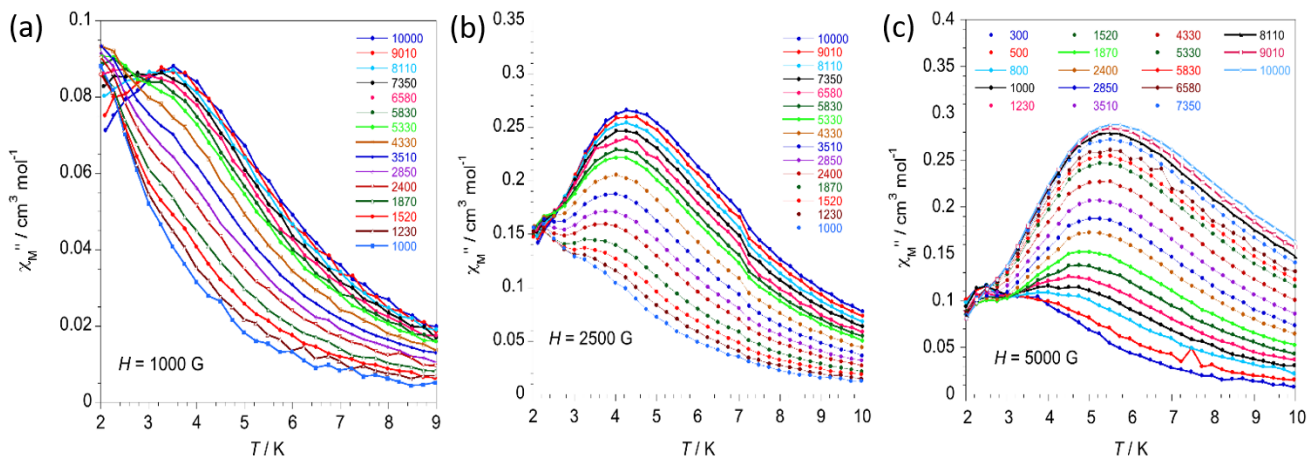 (a)
0.1
0.08
0.06
0.04
0.02
0
χM'' / cm3 mol-1
10000
9010
8110
7350
6580
5830
5330
4330
3510
2850
2400
1870
1520
1230
1000
H = 1000 G
2 3 4 5 6 7 8 9
T / K
(b)
0.35
0.3
0.25
0.2
0.15
0.1
0.05
0
χM'' / cm3 mol-1
10000
9010
8110
7350
6580
5830
5330
4330
3510
2850
2400
1870
1520
1230
1000
H = 2500 G
2 3 4 5 6 7 8 9 10
T / K
(c)
0.4
0.35
0.3
0.25
0.2
0.15
0.1
0.05
0
χM'' / cm3 mol-1
300 1520 4330 8110
500 1870 5330 9010
800 2400 5830 10000
1000 2850 6580
1230 3510 7350
H = 5000 G
2 3 4 5 6 7 8 9 10
T / K